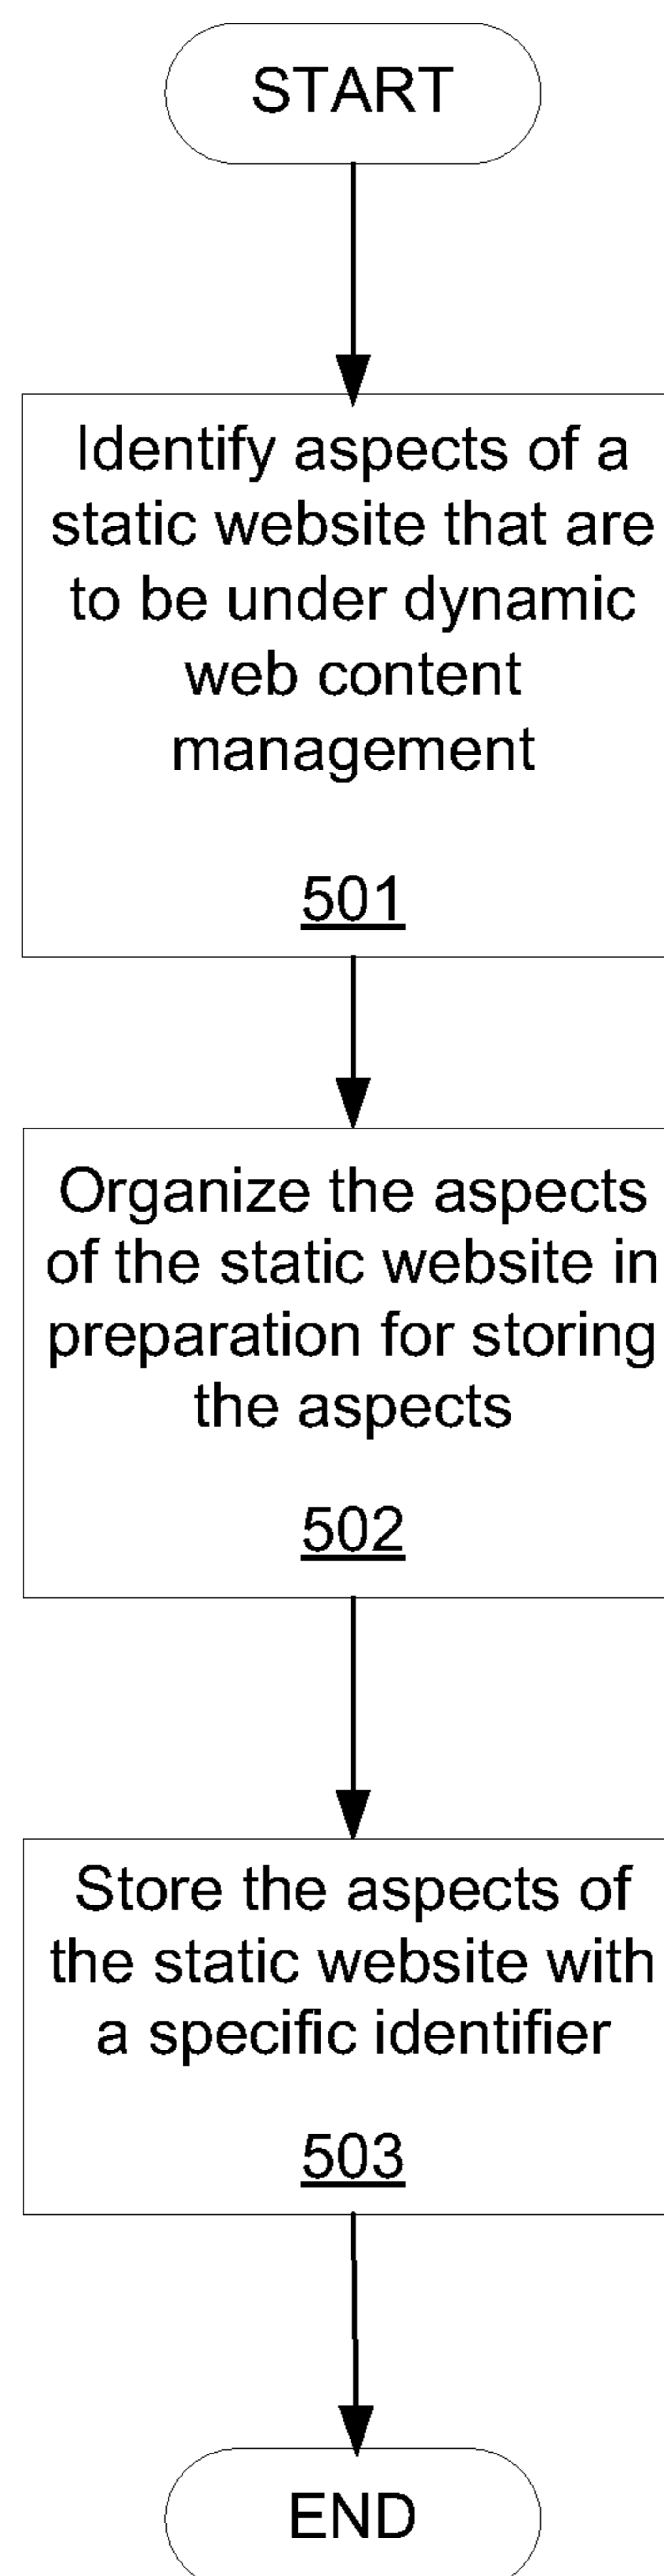 START
Identify aspects of a
static website that are
to be under dynamic
web content
management
501
Organize the aspects
of the static website in
preparation for storing
the aspects
502
Store the aspects of
the static website with
a specific identifier
503
END